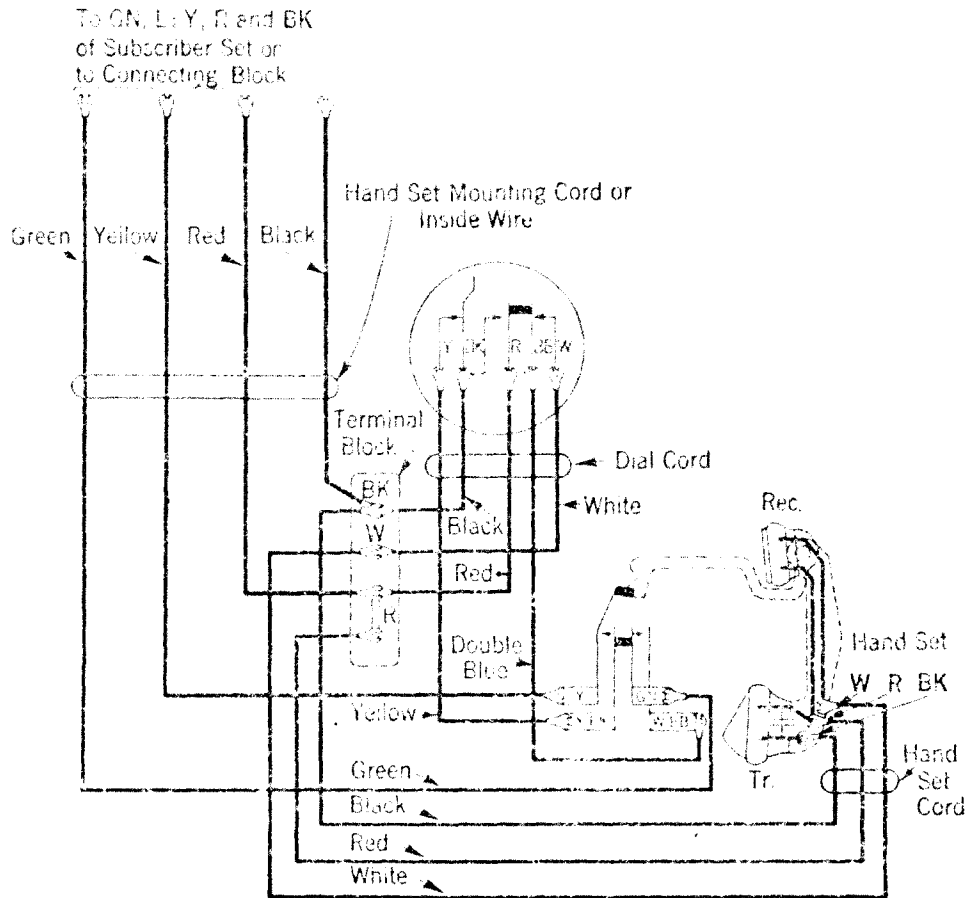 To GN, L: Y, R and BK
of Subscriber Set or
to Connecting Block
Hand Set Mounting Cord or
Inside Wire
Green
Yellow
Red
Black
Y
BK
R
BB
W
Terminal
Block
Dial Cord
BK
W
R
White
Black
Red
Rec.
Double
Blue
Hand Set
W R BK
Y
Yellow
Tr.
Hand
Set
Cord
Green
Black
Red
White